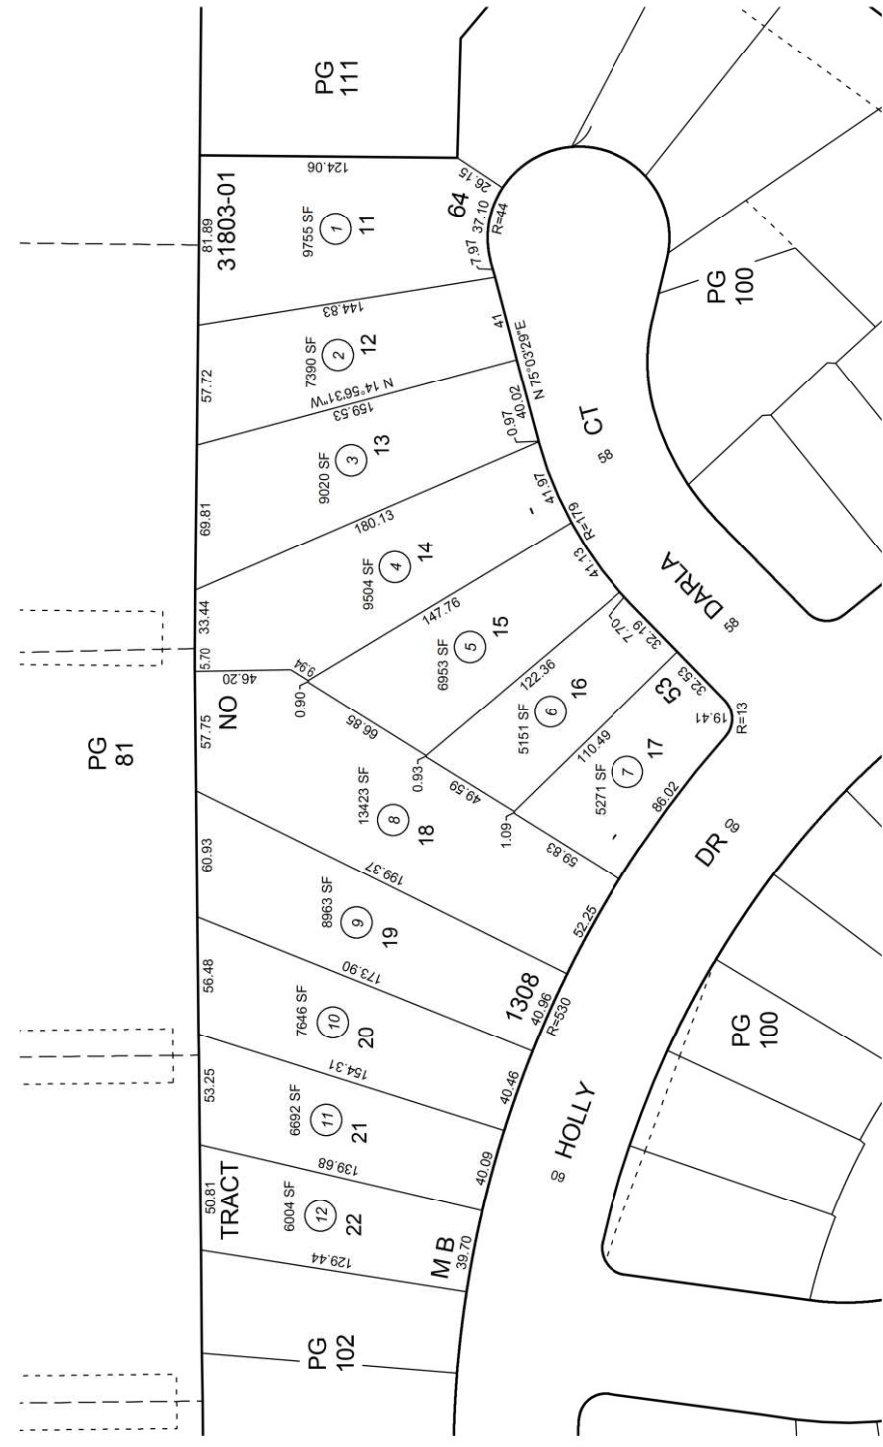 PG
111
124.06
26.15
64
31803-01
81.89
9755 SF
1
11
37.10
R=44
7.97
144.83
PG
100
57.72
7390 SF
2
12
41
N 75°03'29"E
N 14°56'31"W
159.53
40.02
0.97
69.81
9020 SF
3
13
CT
58
180.13
41.97
R=179
9504 SF
4
14
41.13
33.44
147.76
DARLA
58
5.70
46.20
9.94
6953 SF
5
15
7.70
32.19
PG
81
57.75
NO
0.90
66.85
122.36
5151 SF
6
16
53
32.53
19.41
R=13
0.93
110.49
5271 SF
7
17
13423 SF
8
18
49.59
1.09
86.02
60.93
199.37
59.83
DR
60
8963 SF
9
19
52.25
56.48
173.90
1308
40.96
R=530
7646 SF
10
20
PG
100
53.25
154.31
40.46
6692 SF
11
21
HOLLY
60
139.68
40.09
50.81
TRACT
6004 SF
12
22
129.44
M B
39.70
PG
102